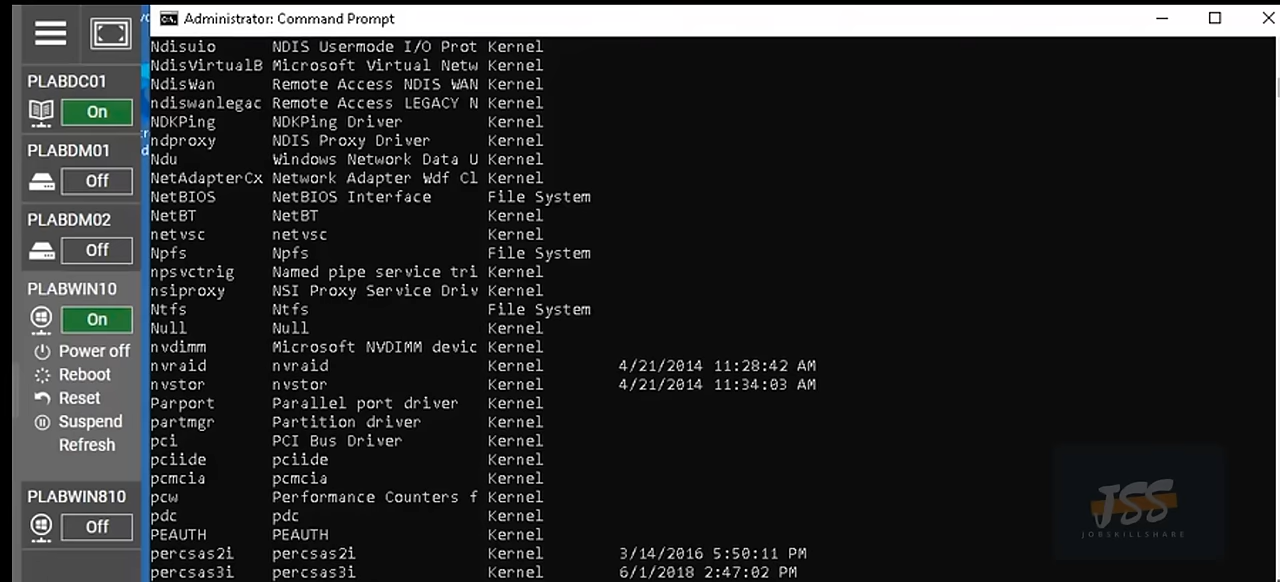 Administrator: Command Prompt
PLABDC01
On
PLABDM01
Off
PLABDM02
Off
PLABWIN10
On
Power off
Reboot
Reset
Suspend
Refresh
PLABWIN810
Off
Ndisuio NDIS Usermode I/O Prot Kernel
NdisVirtualB Microsoft Virtual Netw Kernel
NdisWan Remote Access NDIS WAN Kernel
ndiswanlegac Remote Access LEGACY N Kernel
NDKPing NDKPing Driver Kernel
ndproxy NDIS Proxy Driver Kernel
Ndu Windows Network Data U Kernel
NetAdapterCx Network Adapter Wdf Cl Kernel
NetBIOS NetBIOS Interface File System
NetBT NetBT Kernel
netvsc netvsc Kernel
Npfs Npfs File System
npsvctrig Named pipe service tri Kernel
nsiproxy NSI Proxy Service Driv Kernel
Ntfs Ntfs File System
Null Null Kernel
nvdimm Microsoft NVDIMM devic Kernel
nvraid nvraid Kernel 4/21/2014 11:28:42 AM
nvstor nvstor Kernel 4/21/2014 11:34:03 AM
Parport Parallel port driver Kernel
partmgr Partition driver Kernel
pci PCI Bus Driver Kernel
pciide pciide Kernel
pcmcia pcmcia Kernel
pcw Performance Counters f Kernel
pdc pdc Kernel
PEAUTH PEAUTH Kernel
percsas2i percsas2i Kernel 3/14/2016 5:50:11 PM
percsas3i percsas3i Kernel 6/1/2018 2:47:02 PM
JSS
JOBSKILLSHARE